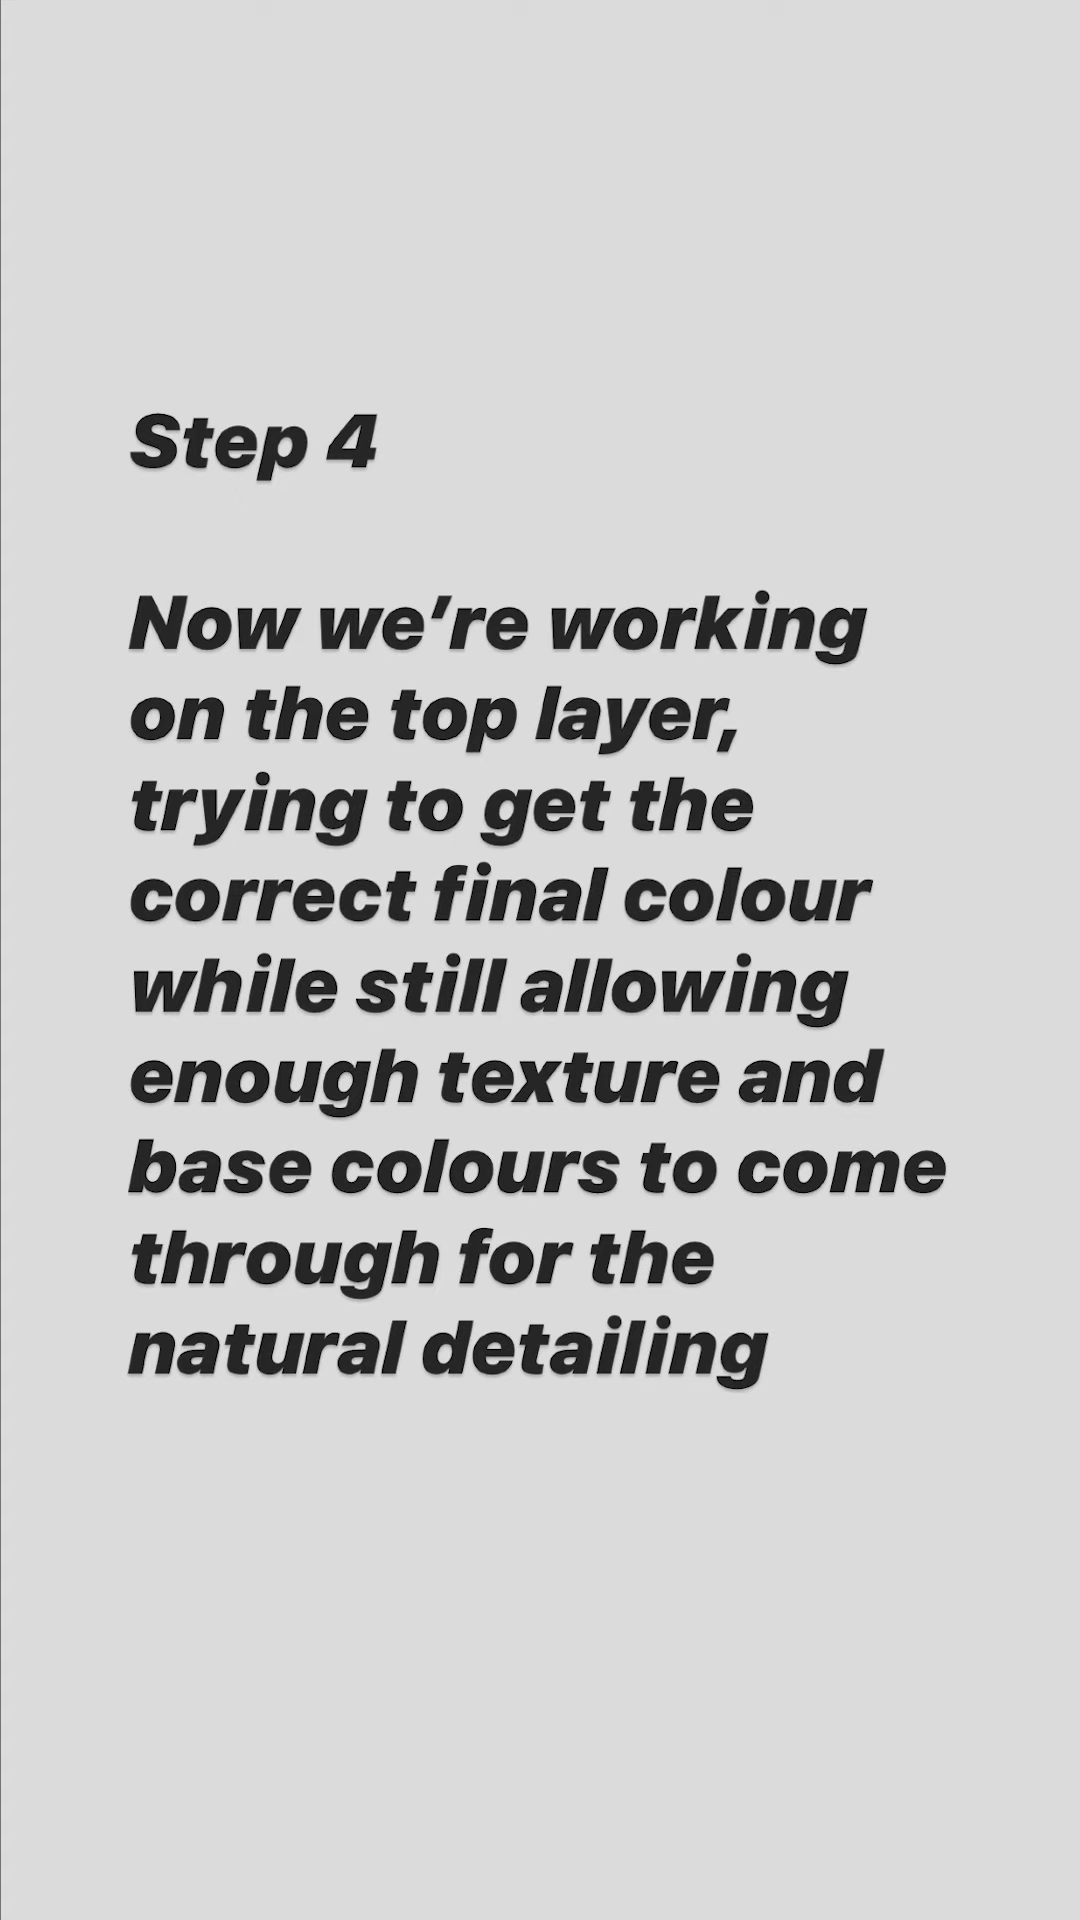 Step 4
Now we’re working
on the top layer,
trying to get the
correct final colour
while still allowing
enough texture and
base colours to come
through for the
natural detailing